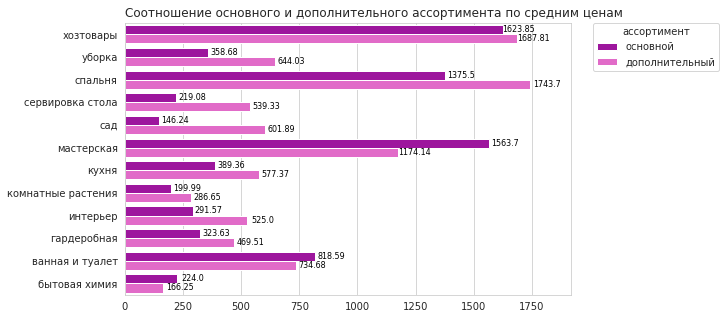 Соотношение основного и дополнительного ассортимента по средним ценам
ассортимент
основной
дополнительный
хозтовары 1623.85
1687.81
уборка 358.68
644.03
спальня 1375.5
1743.7
сервировка стола 219.08
539.33
сад 146.24
601.89
мастерская 1563.7
1174.14
кухня 389.36
577.37
комнатные растения 199.99
286.65
интерьер 291.57
525.0
гардеробная 323.63
469.51
ванная и туалет 818.59
734.68
бытовая химия 224.0
166.25
0 250 500 750 1000 1250 1500 1750